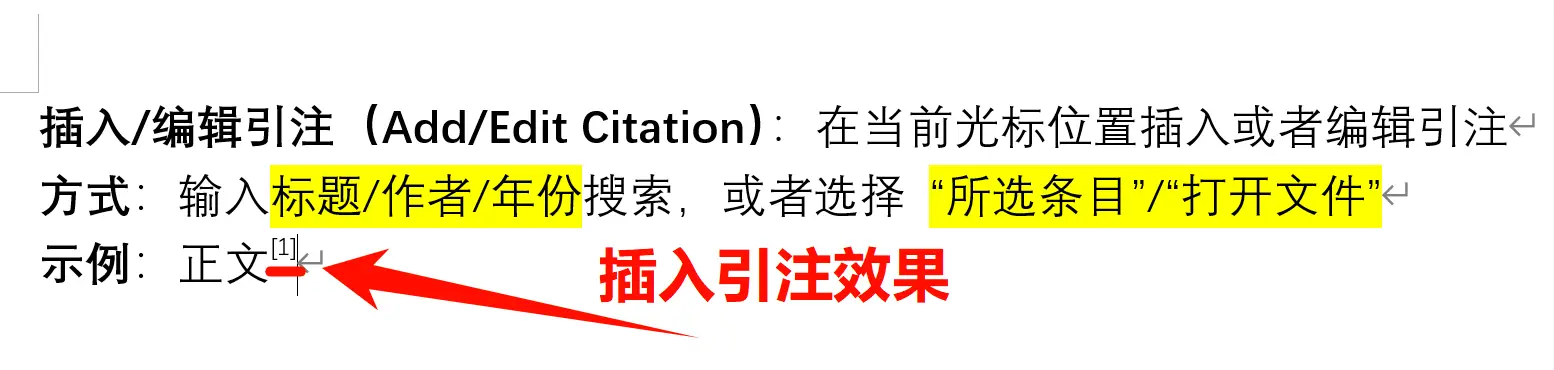 插入/编辑引注（Add/Edit Citation）：在当前光标位置插入或者编辑引注
方式：输入标题/作者/年份搜索，或者选择 “所选条目”/“打开文件”
示例：正文[1]
插入引注效果